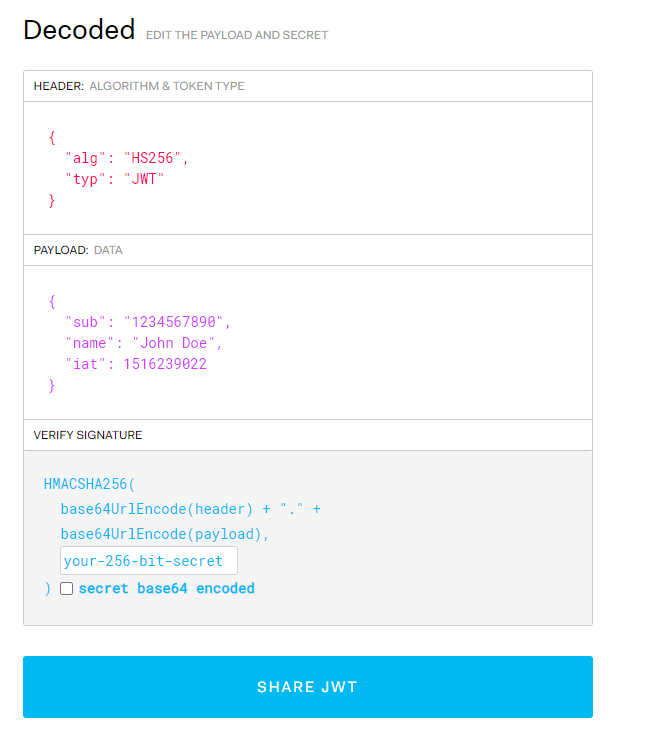 Decoded EDIT THE PAYLOAD AND SECRET
HEADER: ALGORITHM & TOKEN TYPE
{
"alg": "HS256",
"typ": "JWT"
}
PAYLOAD: DATA
{
"sub": "1234567890",
"name": "John Doe",
"iat": 1516239022
}
VERIFY SIGNATURE
HMACSHA256(
base64UrlEncode(header) + "." +
base64UrlEncode(payload),
your-256-bit-secret
) secret base64 encoded
SHARE JWT